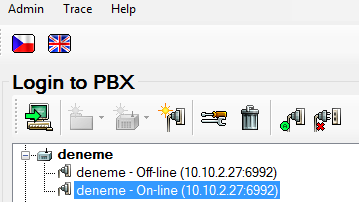 Admin Trace Help
Login to PBX
deneme
deneme - Off-line (10.10.2.27:6992)
deneme - On-line (10.10.2.27:6992)